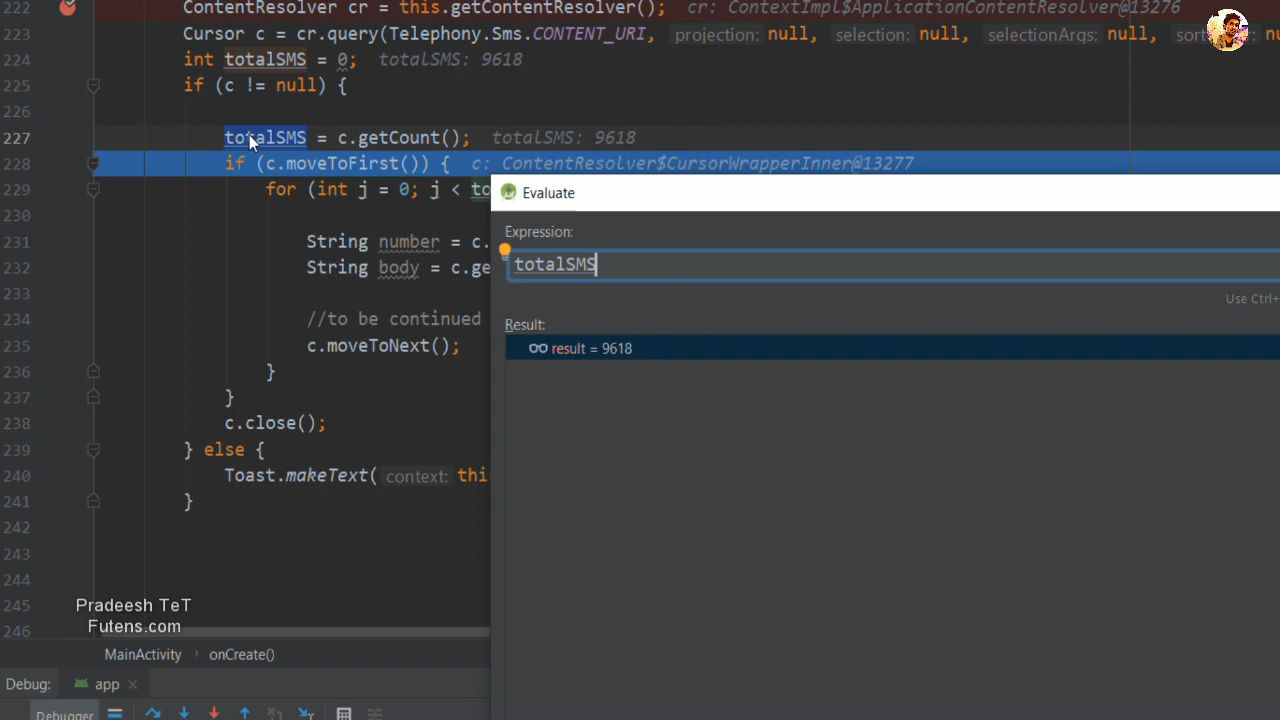 222 ContentResolver cr = this.getContentResolver(); cr: ContextImpl$ApplicationContentResolver@13276
223 Cursor c = cr.query(Telephony.Sms.CONTENT_URI, projection: null, selection: null, selectionArgs: null,
224 int totalSMS = 0; totalSMS: 9618
225 if (c != null) {
226
227 totalSMS = c.getCount(); totalSMS: 9618
228 if (c.moveToFirst()) { c: ContentResolver$CursorWrapperInner@13277
229 for (int j = 0; j < to
230
231 String number = c.
232 String body = c.ge
233
234 //to be continued
235 c.moveToNext();
236 }
237 }
238 c.close();
239 } else {
240 Toast.makeText( context: thi
241 }
242
243
244
245
246
Evaluate
Expression:
totalSMS
Use Ctrl+
Result:
result = 9618
Pradeesh TeT
Futens.com
MainActivity › onCreate()
Debug: app ×
Debugger